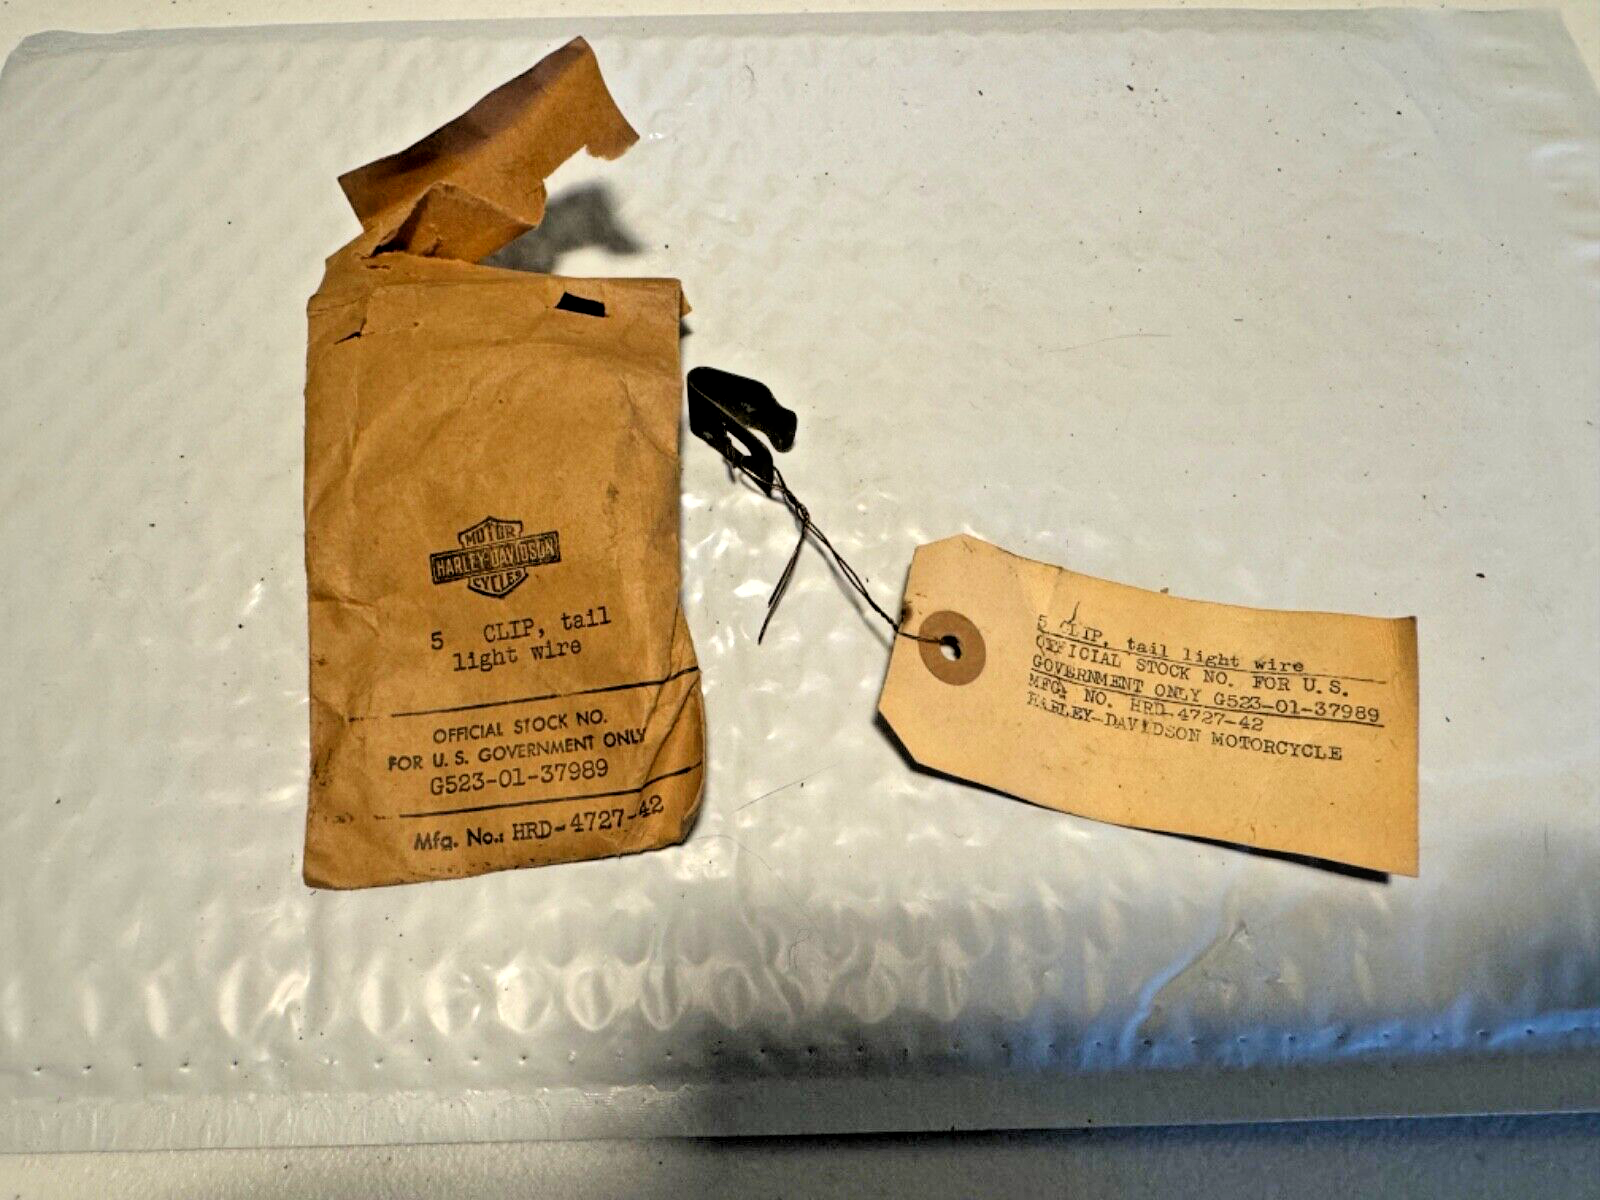 MOTOR
HARLEY-DAVIDSON
CYCLES
5 CLIP, tail
light wire
OFFICIAL STOCK NO.
FOR U. S. GOVERNMENT ONLY
G523-01-37989
Mfg. No.: HRD-4727-42
5 CLIP, tail light wire
OFFICIAL STOCK NO. FOR U. S.
GOVERNMENT ONLY G523-01-37989
MFG. NO. HRD-4727-42
HARLEY-DAVIDSON MOTORCYCLE